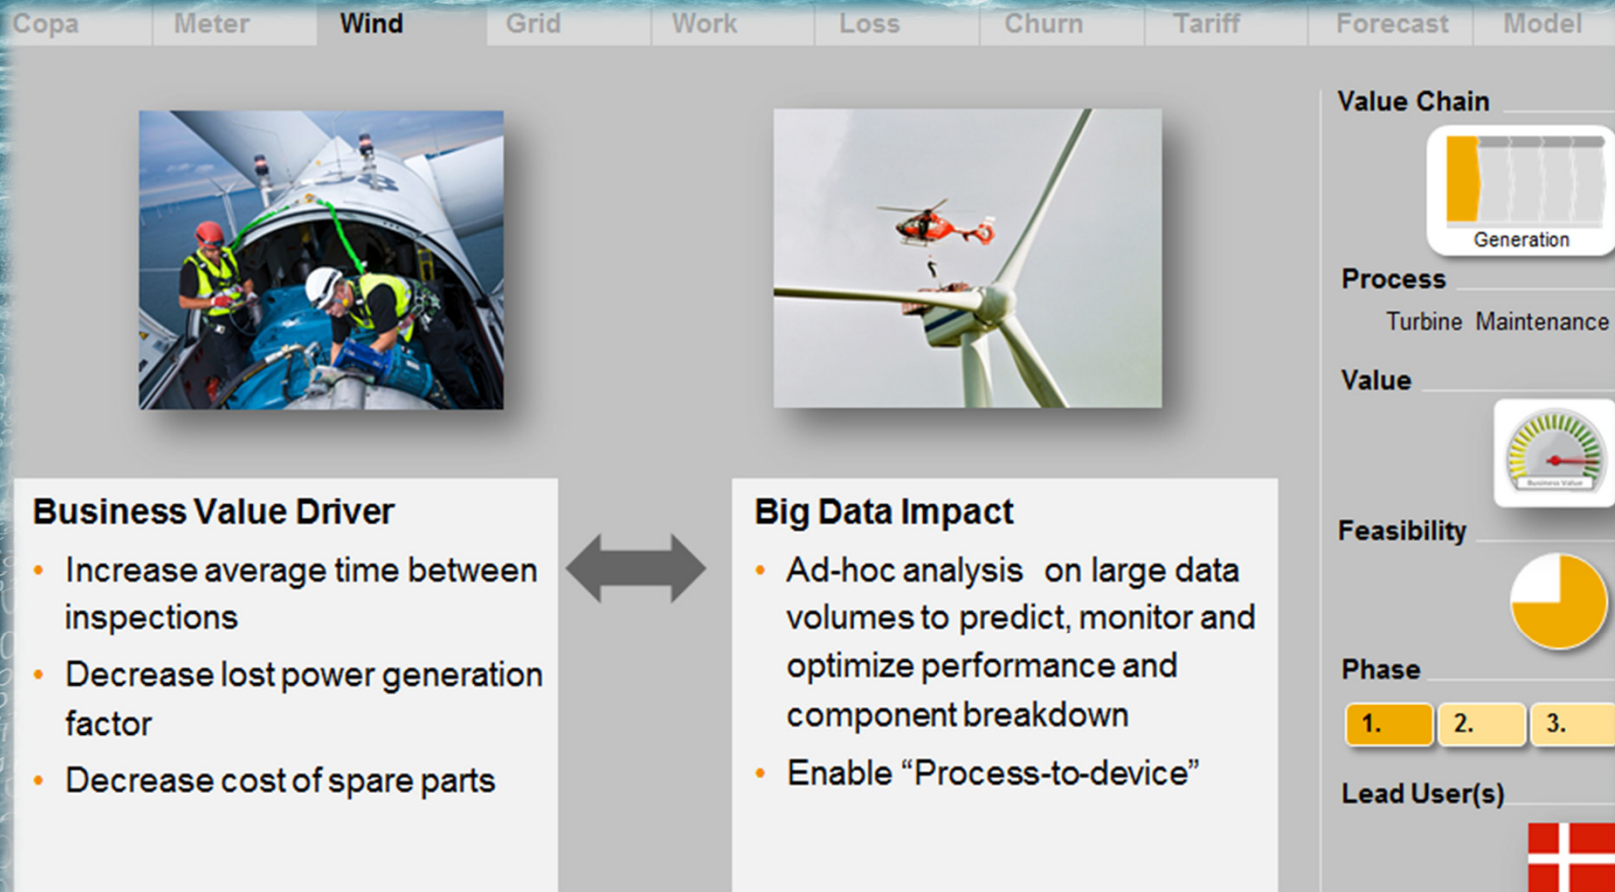 Copa Meter Wind Grid Work Loss Churn Tariff Forecast Model
Value Chain
Generation
Process
Turbine Maintenance
Value
Business Value
Feasibility
Phase
1. 2. 3.
Lead User(s)
Business Value Driver
• Increase average time between
inspections
• Decrease lost power generation
factor
• Decrease cost of spare parts
Big Data Impact
• Ad-hoc analysis on large data
volumes to predict, monitor and
optimize performance and
component breakdown
• Enable “Process-to-device”